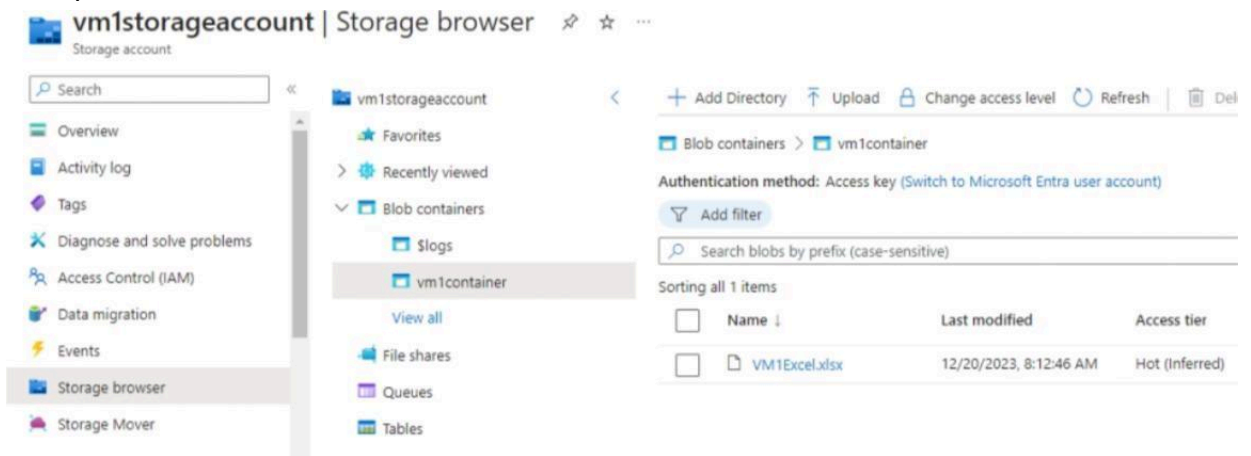 vm1storageaccount | Storage browser ...
Storage account
Search
«
Overview
Activity log
Tags
Diagnose and solve problems
Access Control (IAM)
Data migration
Events
Storage browser
Storage Mover
vm1storageaccount <
Favorites
> Recently viewed
Blob containers
$logs
vm1container
View all
File shares
Queues
Tables
+ Add Directory Upload Change access level Refresh | Del
Blob containers > vm1container
Authentication method: Access key (Switch to Microsoft Entra user account)
Add filter
Search blobs by prefix (case-sensitive)
Sorting all 1 items
Name ↓ Last modified Access tier
VM1Excel.xlsx 12/20/2023, 8:12:46 AM Hot (Inferred)